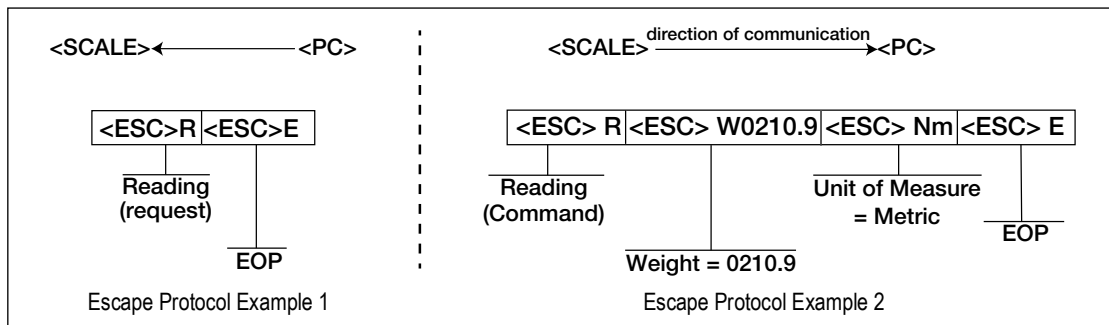 <SCALE> <PC>
<ESC>R <ESC>E
Reading
(request)
EOP
Escape Protocol Example 1
<SCALE> direction of communication <PC>
<ESC> R <ESC> W0210.9 <ESC> Nm <ESC> E
Reading
(Command)
Weight = 0210.9
Unit of Measure
= Metric
EOP
Escape Protocol Example 2